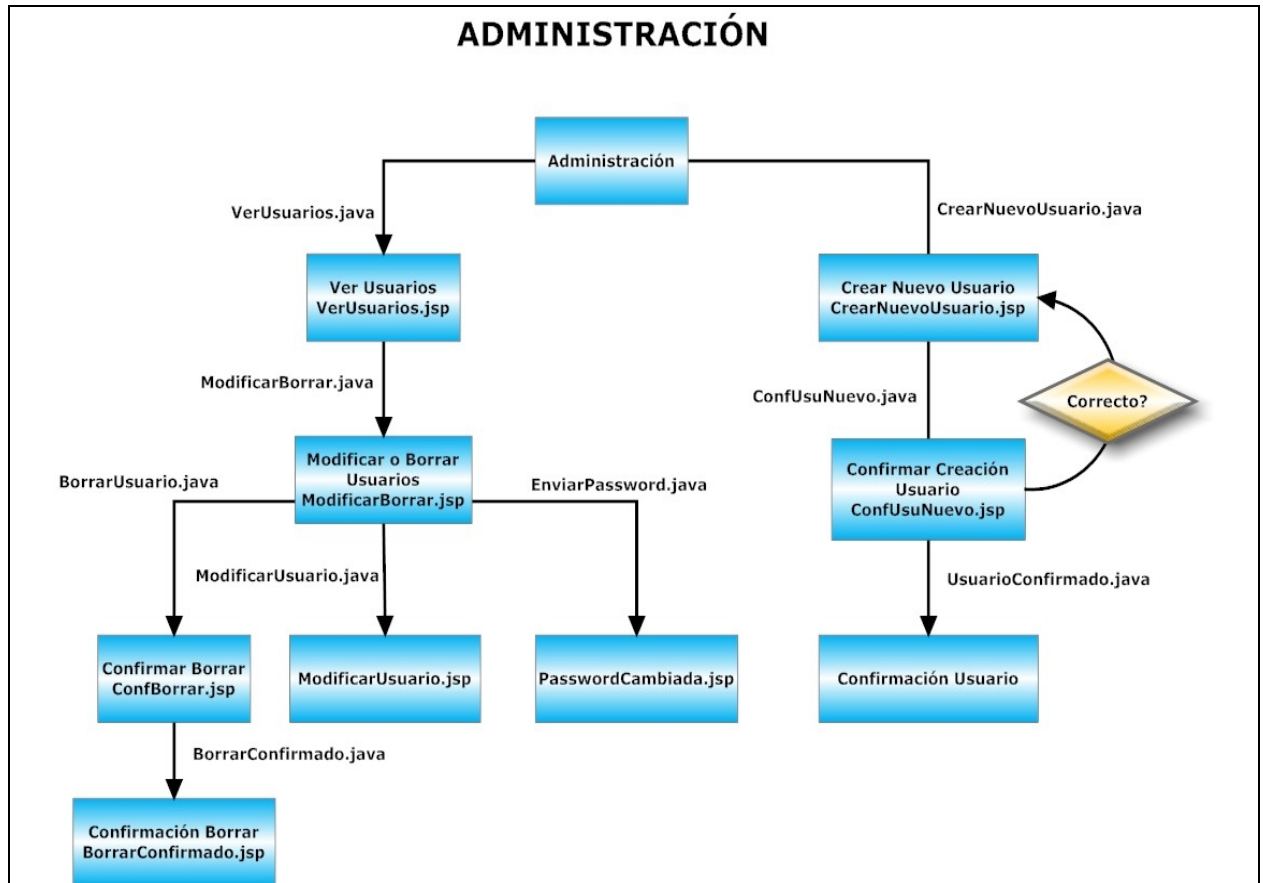 ADMINISTRACIÓN
Administración
VerUsuarios.java
CrearNuevoUsuario.java
Ver Usuarios
VerUsuarios.jsp
Crear Nuevo Usuario
CrearNuevoUsuario.jsp
ModificarBorrar.java
ConfUsuNuevo.java
Correcto?
Modificar o Borrar
Usuarios
ModificarBorrar.jsp
BorrarUsuario.java
EnviarPassword.java
Confirmar Creación
Usuario
ConfUsuNuevo.jsp
ModificarUsuario.java
UsuarioConfirmado.java
Confirmar Borrar
ConfBorrar.jsp
ModificarUsuario.jsp
PasswordCambiada.jsp
Confirmación Usuario
BorrarConfirmado.java
Confirmación Borrar
BorrarConfirmado.jsp